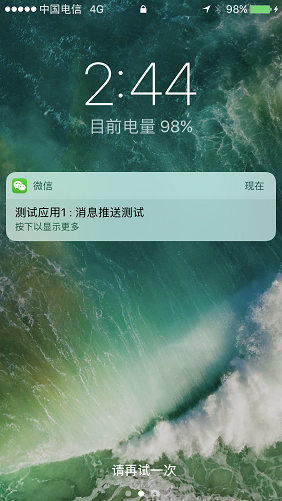 中国电信 4G 98%
2:44
目前电量 98%
微信 现在
测试应用1 : 消息推送测试
按下以显示更多
请再试一次